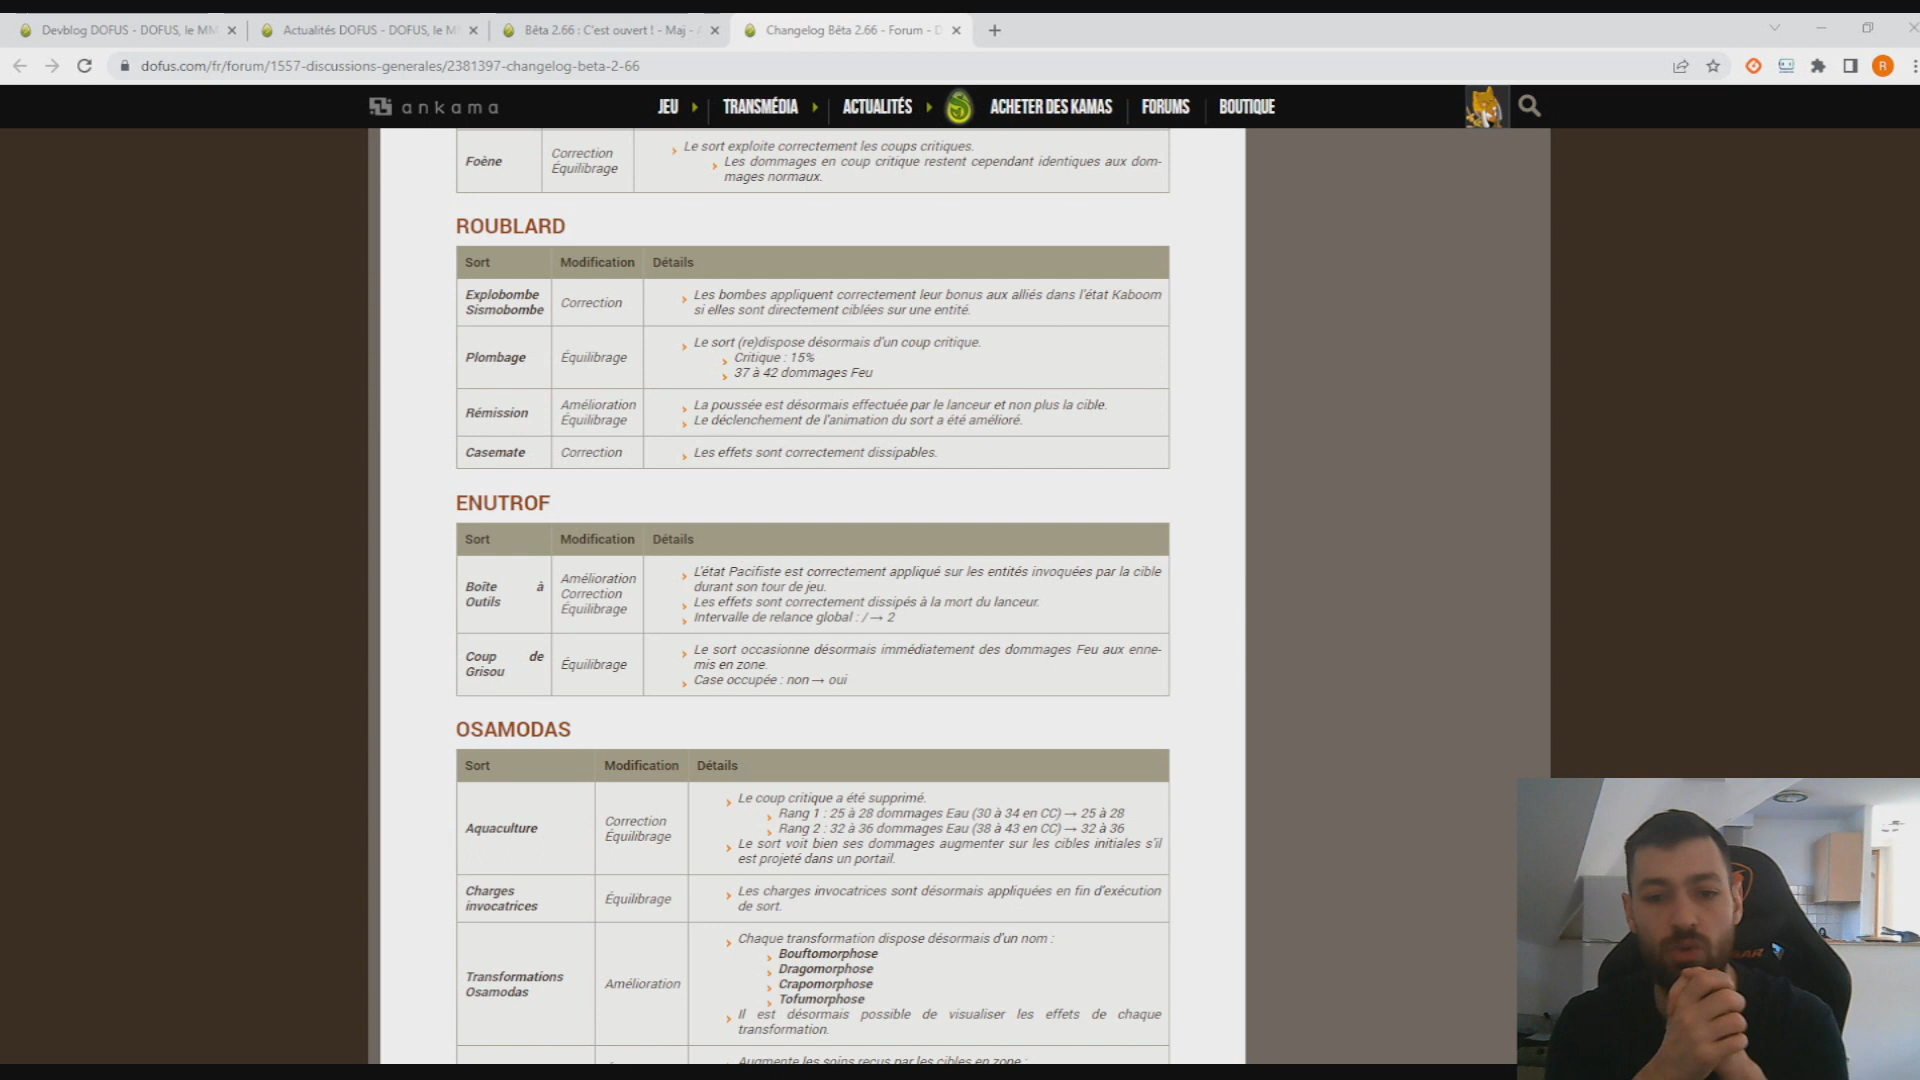 Devblog DOFUS - DOFUS, le MM
Actualités DOFUS - DOFUS, le M
Bêta 2.66 : C'est ouvert ! - Maj -
Changelog Bêta 2.66 - Forum - D
dofus.com/fr/forum/1557-discussions-generales/2381397-changelog-beta-2-66
R
ankama
JEU
TRANSMÉDIA
ACTUALITÉS
ACHETER DES KAMAS
FORUMS
BOUTIQUE
Foène
Correction
Équilibrage
Le sort exploite correctement les coups critiques.
Les dommages en coup critique restent cependant identiques aux dom-
mages normaux.
ROUBLARD
Sort Modification Détails
Explobombe
Sismobombe
Correction
Les bombes appliquent correctement leur bonus aux alliés dans l'état Kaboom
si elles sont directement ciblées sur une entité.
Plombage
Équilibrage
Le sort (re)dispose désormais d'un coup critique.
Critique : 15%
37 à 42 dommages Feu
Rémission
Amélioration
Équilibrage
La poussée est désormais effectuée par le lanceur et non plus la cible.
Le déclenchement de l'animation du sort a été amélioré.
Casemate
Correction
Les effets sont correctement dissipables.
ENUTROF
Sort Modification Détails
Boîte à
Outils
Amélioration
Correction
Équilibrage
L'état Pacifiste est correctement appliqué sur les entités invoquées par la cible
durant son tour de jeu.
Les effets sont correctement dissipés à la mort du lanceur.
Intervalle de relance global : / → 2
Coup de
Grisou
Équilibrage
Le sort occasionne désormais immédiatement des dommages Feu aux enne-
mis en zone.
Case occupée : non → oui
OSAMODAS
Sort Modification Détails
Aquaculture
Correction
Équilibrage
Le coup critique a été supprimé.
Rang 1 : 25 à 28 dommages Eau (30 à 34 en CC) → 25 à 28
Rang 2 : 32 à 36 dommages Eau (38 à 43 en CC) → 32 à 36
Le sort voit bien ses dommages augmenter sur les cibles initiales s'il
est projeté dans un portail.
Charges
invocatrices
Équilibrage
Les charges invocatrices sont désormais appliquées en fin d'exécution
de sort.
Transformations
Osamodas
Amélioration
Chaque transformation dispose désormais d'un nom :
Bouftomorphose
Dragomorphose
Crapomorphose
Tofumorphose
Il est désormais possible de visualiser les effets de chaque
transformation.
Augmente les soins reçus par les cibles en zone :